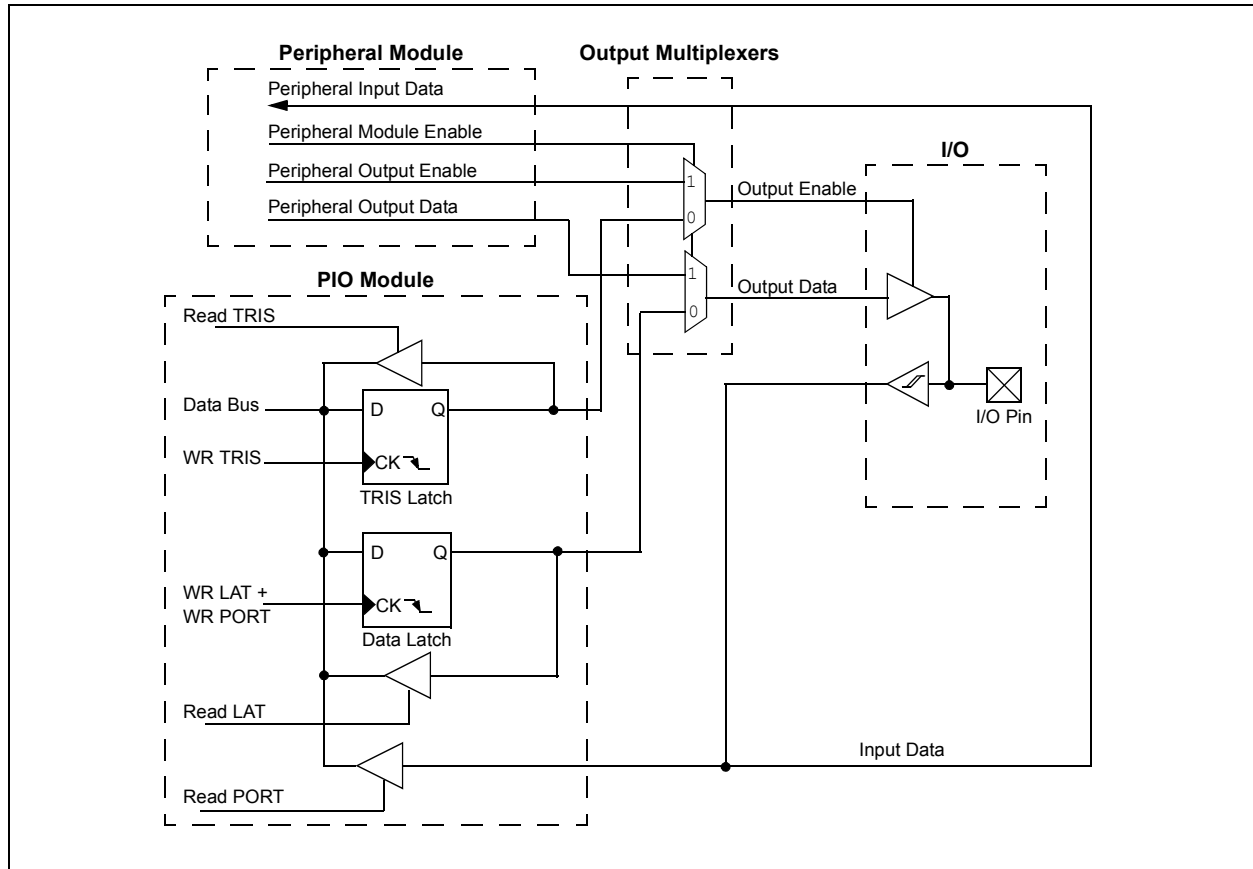 Peripheral Module
Output Multiplexers
Peripheral Input Data
Peripheral Module Enable
Peripheral Output Enable
Peripheral Output Data
1
0
Output Enable
1
0
Output Data
I/O
I/O Pin
PIO Module
Read TRIS
Data Bus
D
Q
WR TRIS
CK
TRIS Latch
D
Q
WR LAT +
WR PORT
CK
Data Latch
Read LAT
Input Data
Read PORT